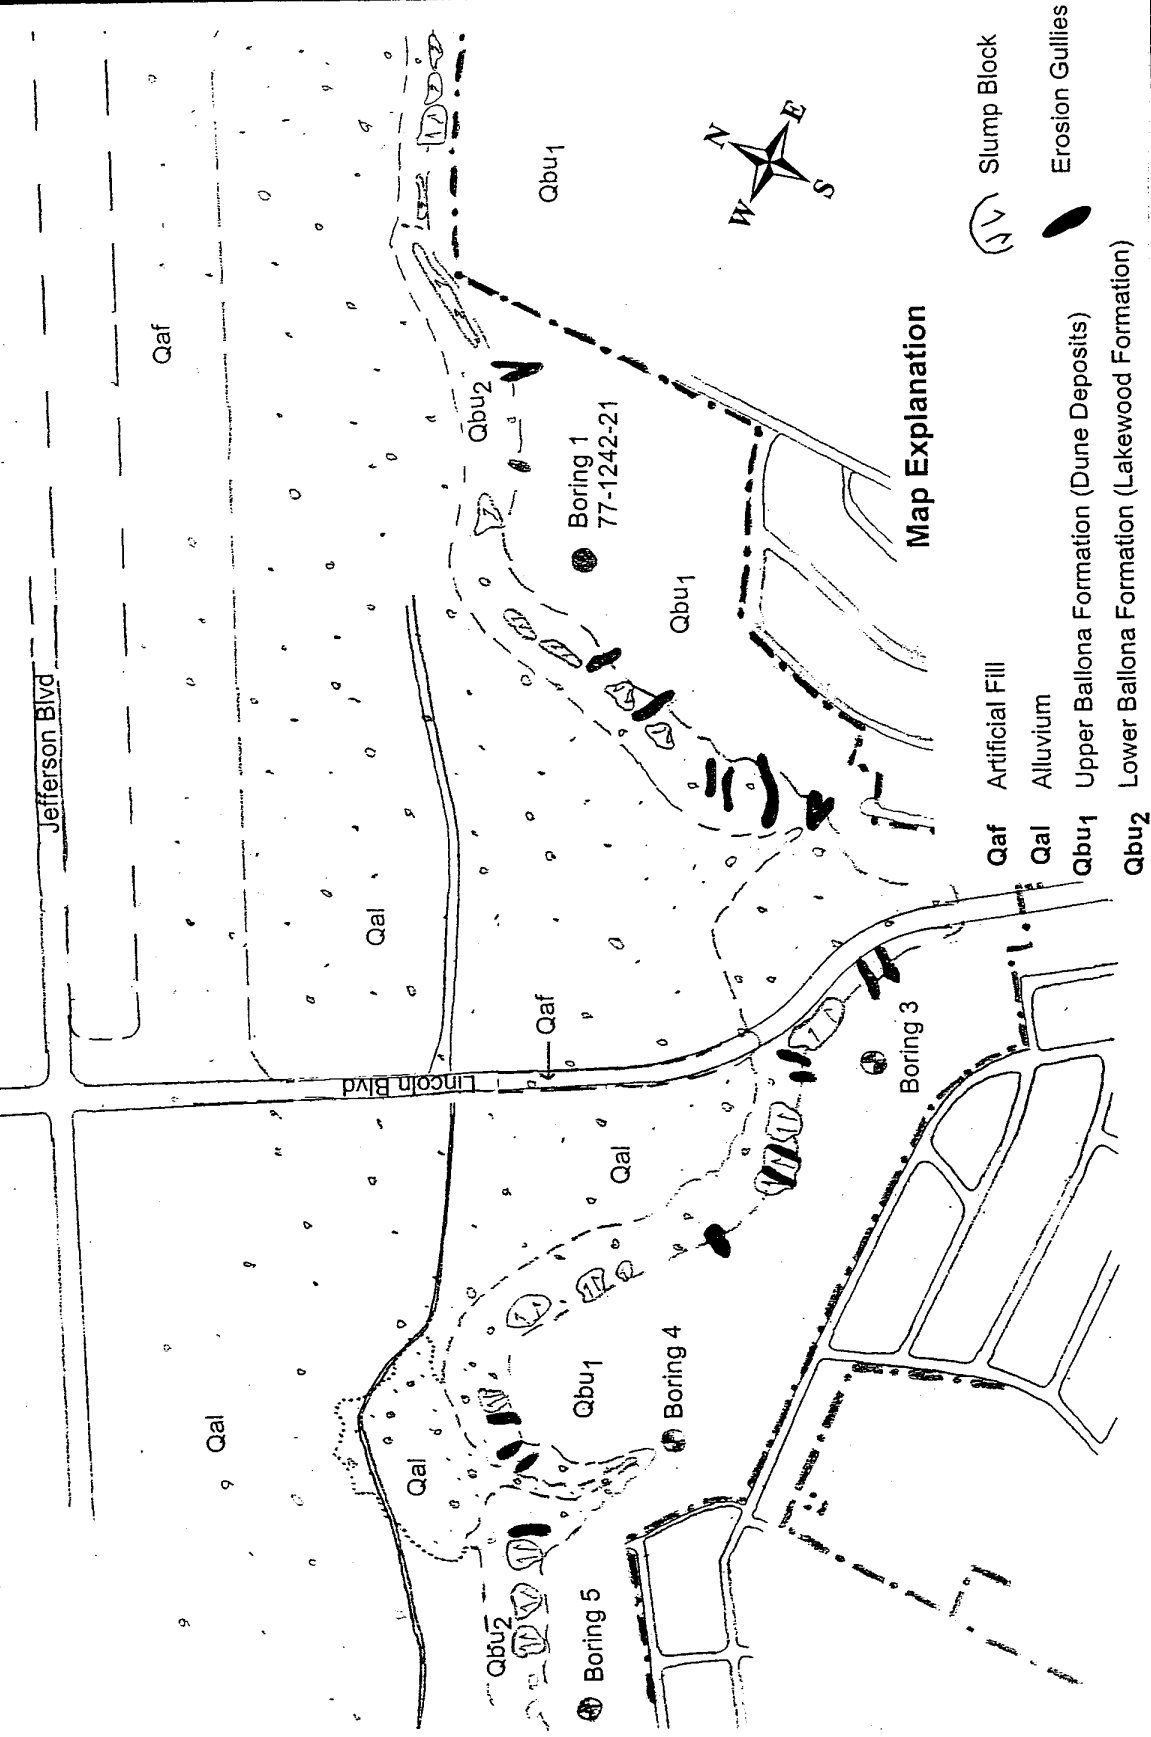 Jefferson Blvd
Qaf
Qbu1
Qbu2
Boring 1
77-1242-21
Qbu1
Qal
Lincoln Blvd
Qaf
Qal
Boring 3
Qal
Qal
Qbu1
Boring 4
Qbu2
Boring 5
N
E
S
W
Map Explanation
Qaf Artificial Fill
Qal Alluvium
Qbu1 Upper Ballona Formation (Dune Deposits)
Qbu2 Lower Ballona Formation (Lakewood Formation)
Slump Block
Erosion Gullies